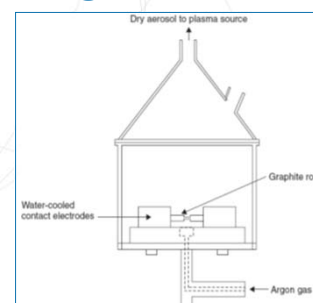 Dry aerosol to plasma source
Graphite ro
Water-cooled
contact electrodes
Argon gas